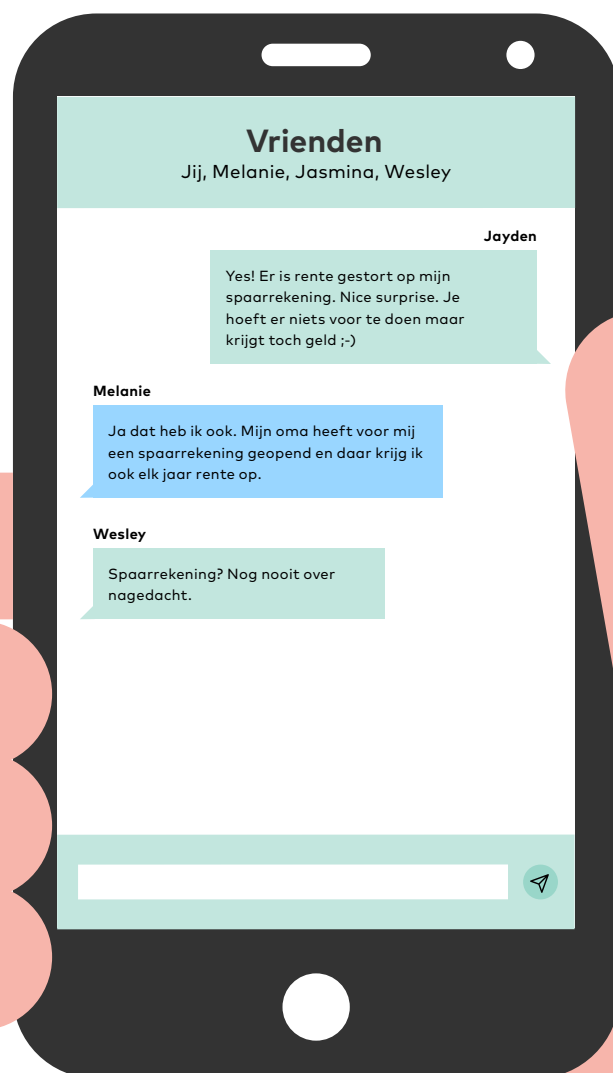 Vrienden
Jij, Melanie, Jasmina, Wesley
Jayden
Yes! Er is rente gestort op mijn
spaarrekening. Nice surprise. Je
hoeft er niets voor te doen maar
krijgt toch geld ;-)
Melanie
Ja dat heb ik ook. Mijn oma heeft voor mij
een spaarrekening geopend en daar krijg ik
ook elk jaar rente op.
Wesley
Spaarrekening? Nog nooit over
nagedacht.